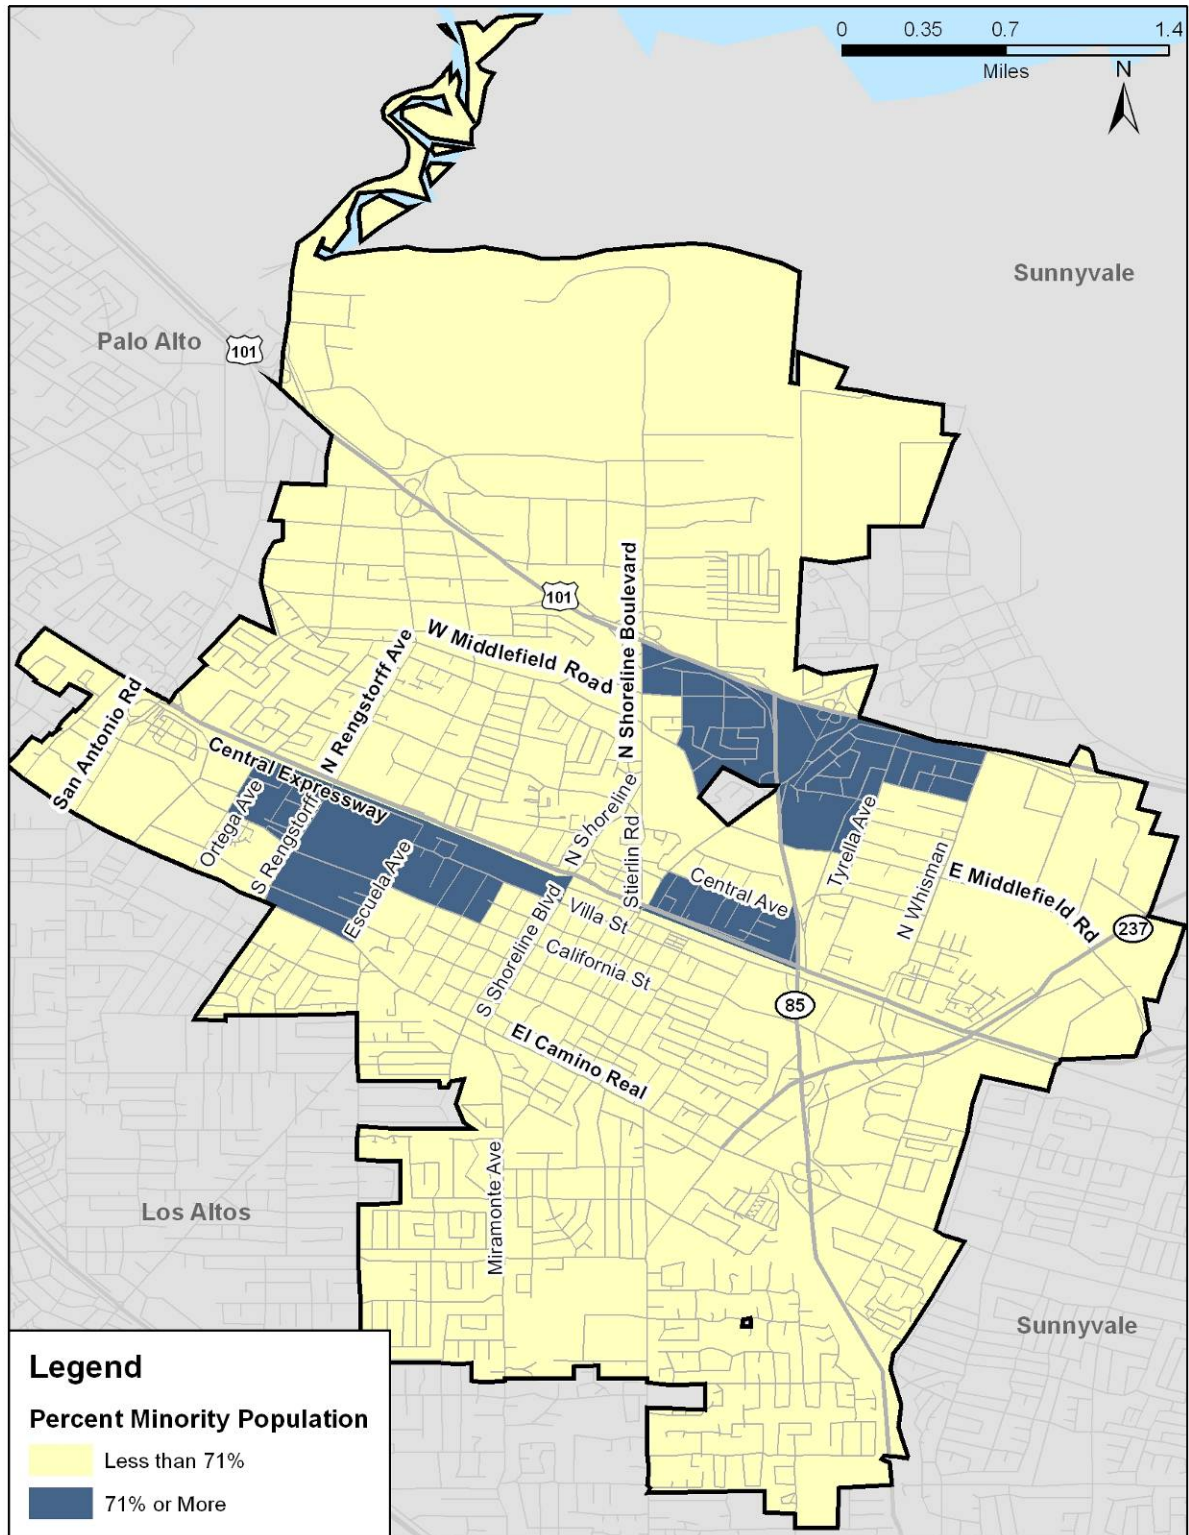 0 0.35 0.7 1.4
Miles
N
Sunnyvale
Palo Alto
101
101
N Shoreline Boulevard
W Middlefield Road
N Rengstorff Ave
San Antonio Rd
Central Expressway
Ortega Ave
S Rengstorff
Escuela Ave
N Shoreline
Stierlin Rd
Central Ave
Tyrella Ave
N Whisman
E Middlefield Rd
237
Villa St
S Shoreline Blvd
California St
85
El Camino Real
Miramonte Ave
Los Altos
Sunnyvale
Legend
Percent Minority Population
Less than 71%
71% or More